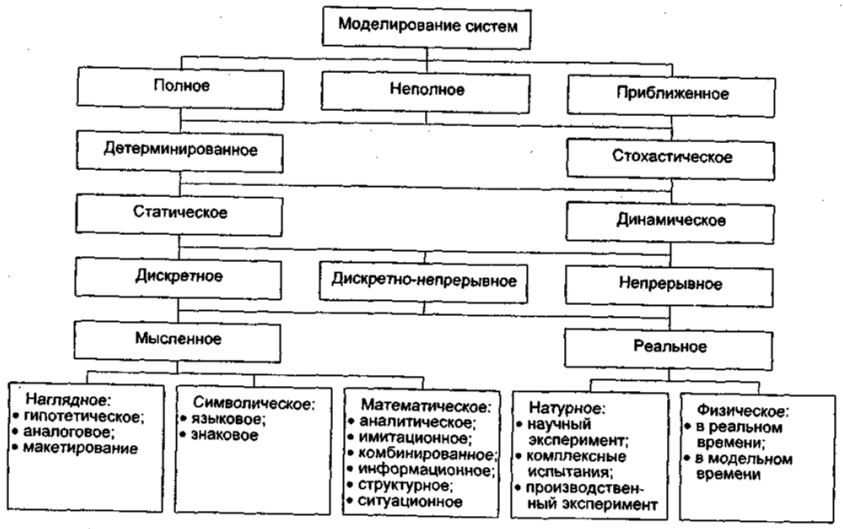 Моделирование систем
Полное
Неполное
Приближенное
Детерминированное
Стохастическое
Статическое
Динамическое
Дискретное
Дискретно-непрерывное
Непрерывное
Мысленное
Реальное
Наглядное:
• гипотетическое;
• аналоговое;
• макетирование
Символическое:
• языковое;
• знаковое
Математическое:
• аналитическое;
• имитационное;
• комбинированное;
• информационное;
• структурное;
• ситуационное
Натурное:
• научный
эксперимент;
• комплексные
испытания;
• производствен-
ный эксперимент
Физическое:
• в реальном
времени;
• в модельном
времени